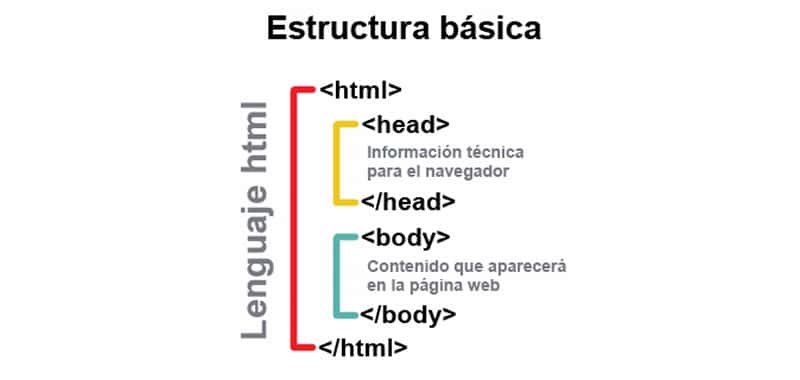 Estructura básica
Lenguaje html
<html>
<head>
Información técnica
para el navegador
</head>
<body>
Contenido que aparecerá
en la página web
</body>
</html>